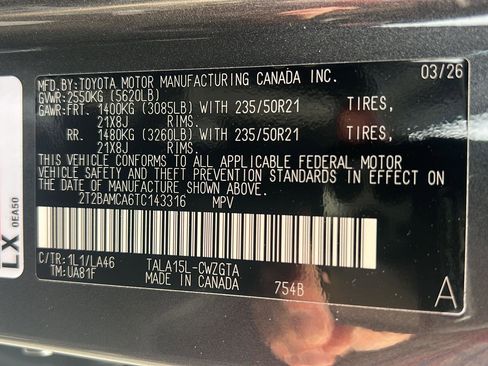 MFD.BY:TOYOTA MOTOR MANUFACTURING CANADA INC. 03/26
GVWR:2550KG (5620LB)
GAWR:FRT. 1400KG (3085LB) WITH 235/50R21 TIRES,
21X8J RIMS.
RR. 1480KG (3260LB) WITH 235/50R21 TIRES,
21X8J RIMS.
THIS VEHICLE CONFORMS TO ALL APPLICABLE FEDERAL MOTOR
VEHICLE SAFETY AND THEFT PREVENTION STANDARDS IN EFFECT ON
THE DATE OF MANUFACTURE SHOWN ABOVE.
2T2BAMCA6TC143316 MPV
C/TR:1L1/LA46 TALA15L-CWZGTA
TM:UA81F MADE IN CANADA 754B A
LX
0EA50